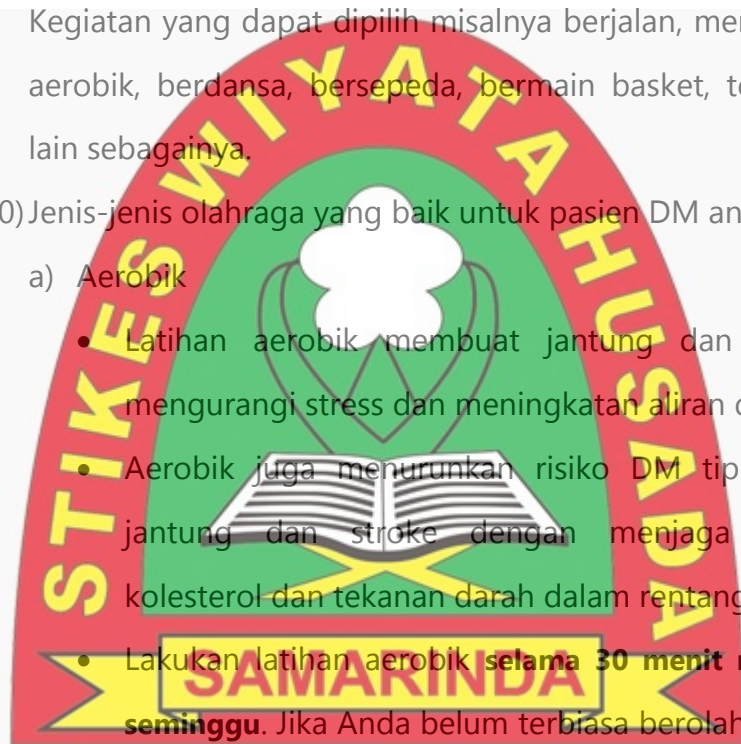 Kegiatan yang dapat dipilih misalnya berjalan,
aerobik, berdansa, bersepeda, bermain basket,
lain sebagainya.
0) Jenis-jenis olahraga yang baik untuk pasien DM
a) Aerobik
• Latihan aerobik membuat jantung dan
mengurangi stress dan meningkatan aliran
• Aerobik juga menurunkan risiko DM tip
jantung dan stroke dengan menjaga
kolesterol dan tekanan darah dalam rentang
• Lakukan latihan aerobik selama 30 menit
seminggu. Jika Anda belum terbiasa berolah
STIKES WIYATA HUSADA
SAMARINDA